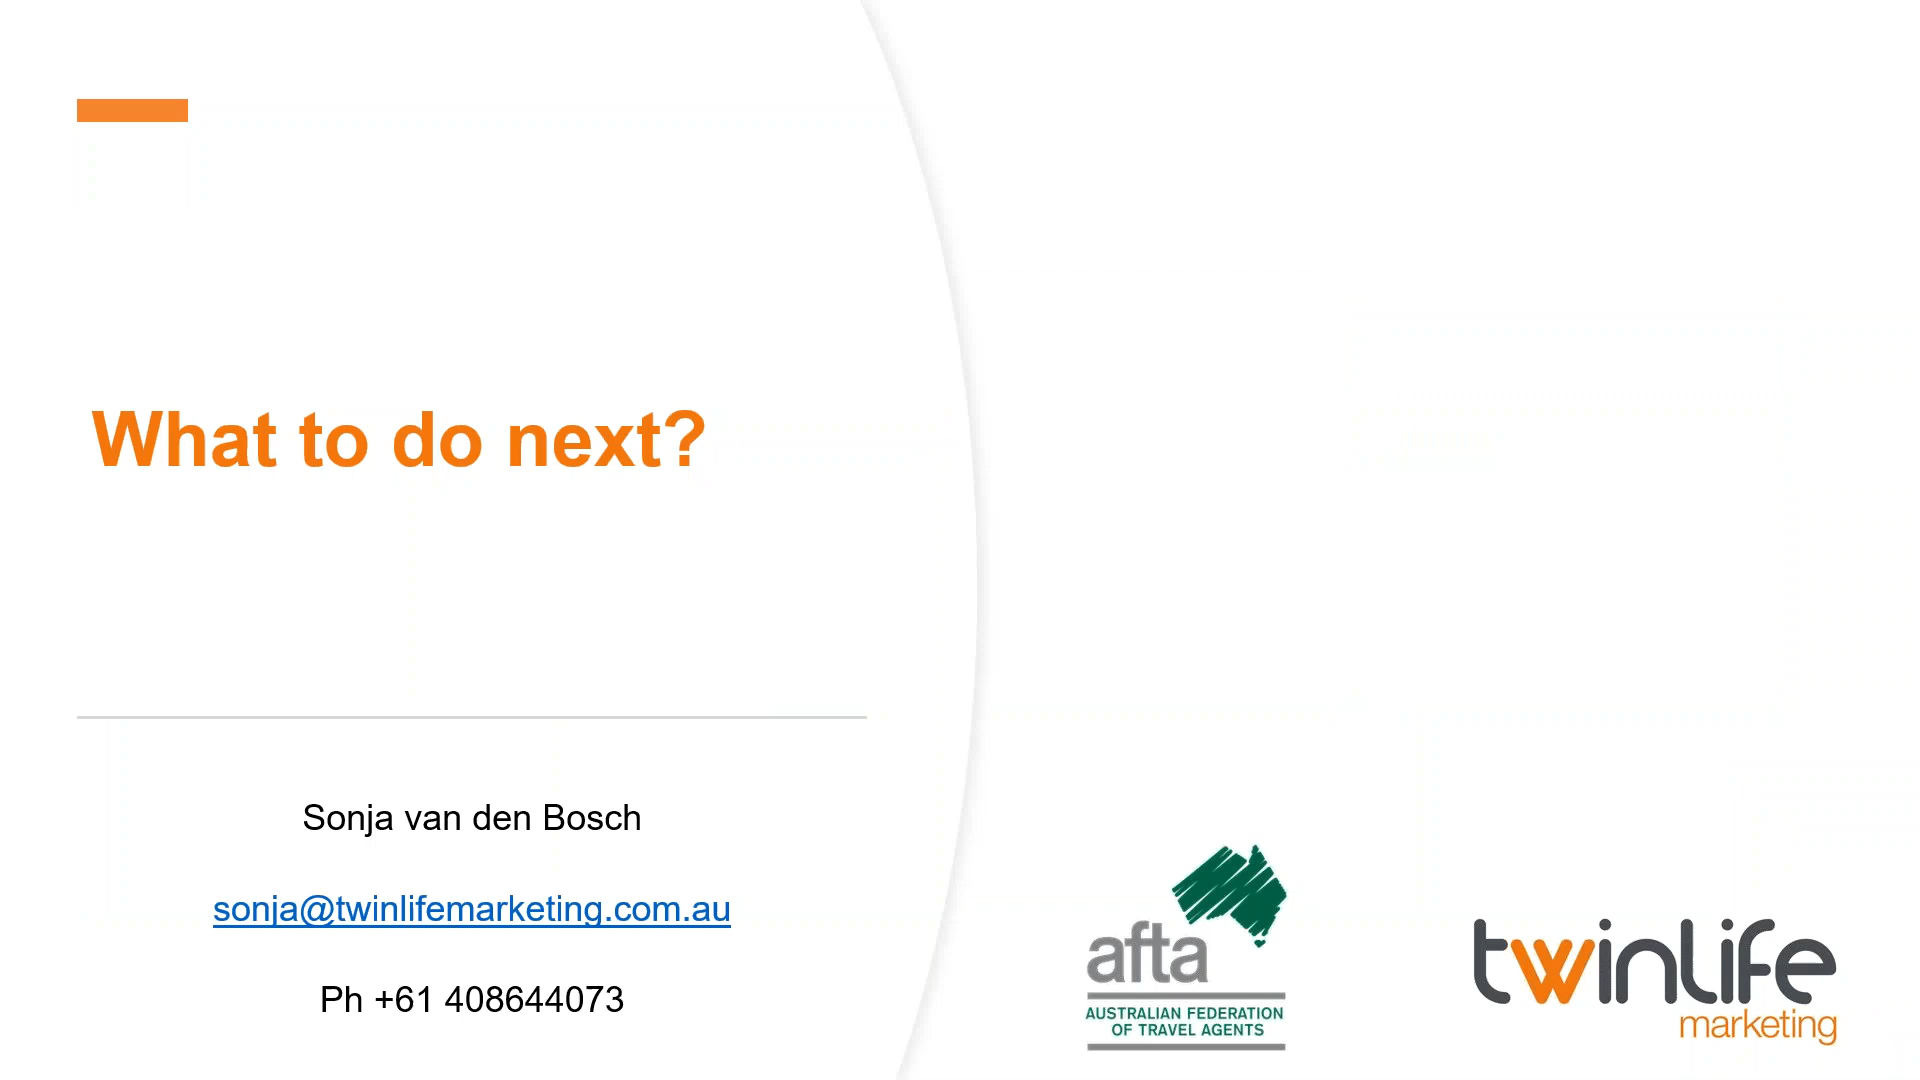 What to do next?
Sonja van den Bosch
sonja@twinlifemarketing.com.au
Ph +61 408644073
afta
AUSTRALIAN FEDERATION
OF TRAVEL AGENTS
twinlife
marketing